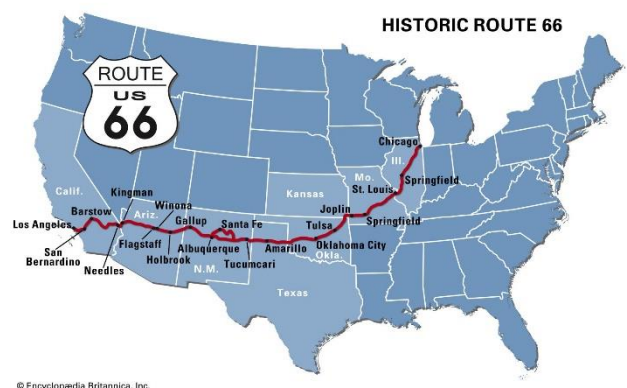 HISTORIC ROUTE 66
ROUTE
US
66
Chicago
Ill.
Mo.
Springfield
St. Louis
Kansas
Calif.
Kingman
Joplin
Springfield
Barstow
Ariz.
Winona
Gallup
Santa Fe
Tulsa
Los Angeles
Oklahoma City
San
Bernardino
Flagstaff
Albuquerque
Amarillo
Okla.
Needles
Holbrook
N.M.
Tucumcari
Texas
© Encyclopædia Britannica, Inc.